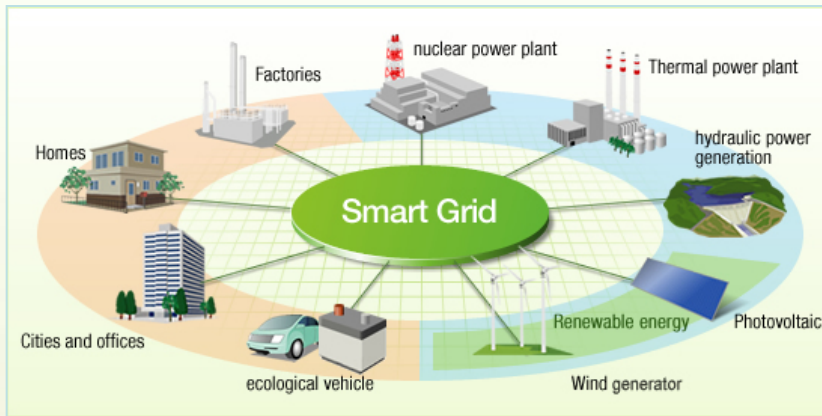 nuclear power plant
Factories
Thermal power plant
hydraulic power
generation
Homes
Smart Grid
Renewable energy
Photovoltaic
Cities and offices
ecological vehicle
Wind generator